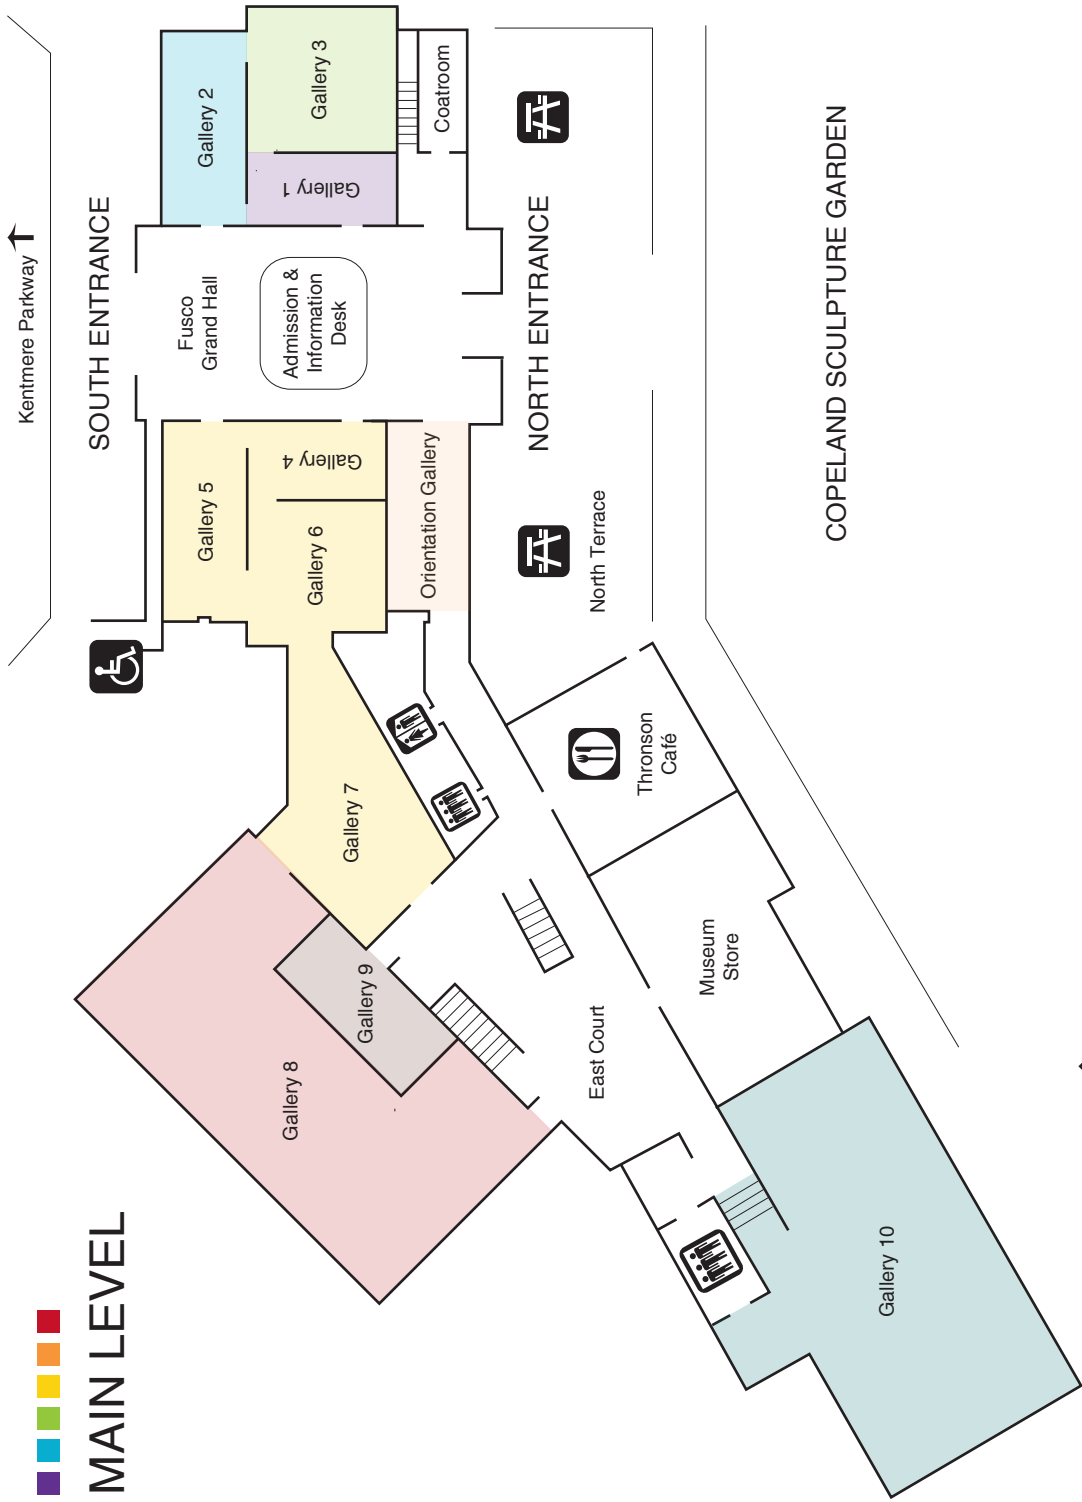 MAIN LEVEL
Kentmere Parkway
SOUTH ENTRANCE
Gallery 2
Gallery 3
Gallery 1
Coatroom
Fusco
Grand Hall
Admission &
Information
Desk
NORTH ENTRANCE
Gallery 5
Gallery 4
Gallery 6
Orientation Gallery
North Terrace
COPELAND SCULPTURE GARDEN
Gallery 7
Thronson
Café
Museum
Store
Gallery 9
Gallery 8
East Court
Gallery 10